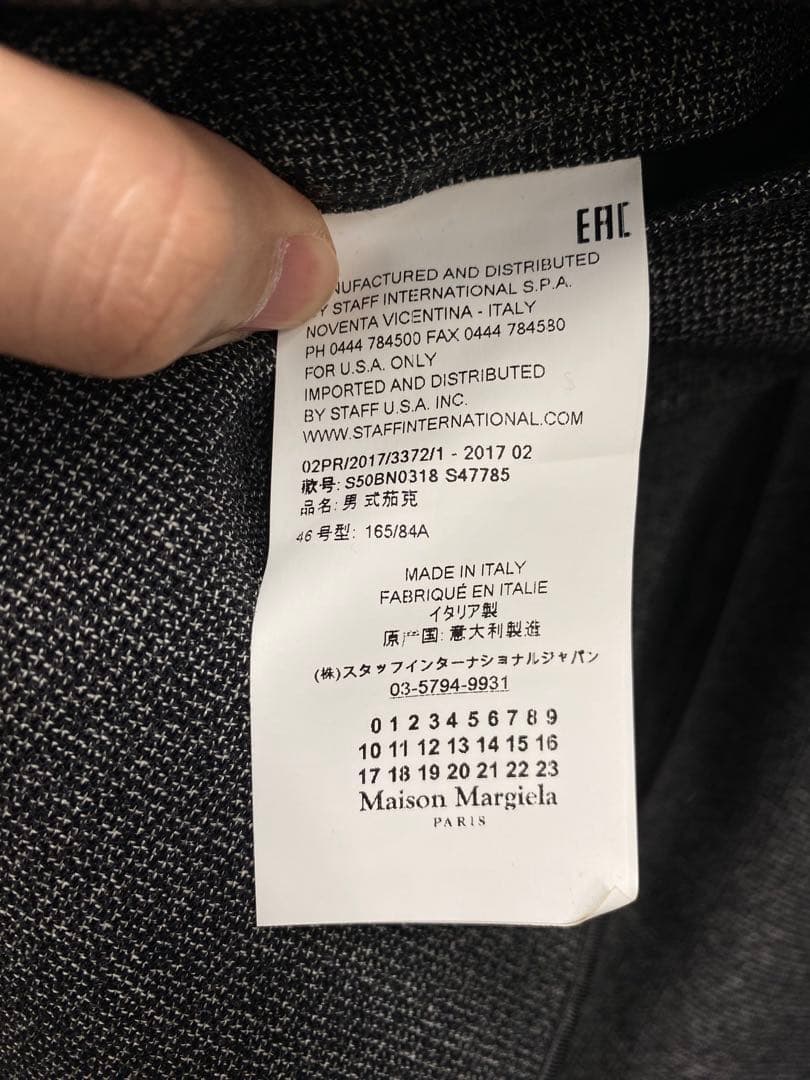 EAC
NUFACTURED AND DISTRIBUTED
Y STAFF INTERNATIONAL S.P.A.
NOVENTA VICENTINA - ITALY
PH 0444 784500 FAX 0444 784580
FOR U.S.A. ONLY
IMPORTED AND DISTRIBUTED
BY STAFF U.S.A. INC.
WWW.STAFFINTERNATIONAL.COM
02PR/2017/3372/1 - 2017 02
款号: S50BN0318 S47785
品名: 男 式茄克
46 号型: 165/84A
MADE IN ITALY
FABRIQUÉ EN ITALIE
イタリア製
原产国: 意大利製造
(株)スタッフインターナショナルジャパン
03-5794-9931
0 1 2 3 4 5 6 7 8 9
10 11 12 13 14 15 16
17 18 19 20 21 22 23
Maison Margiela
PARIS